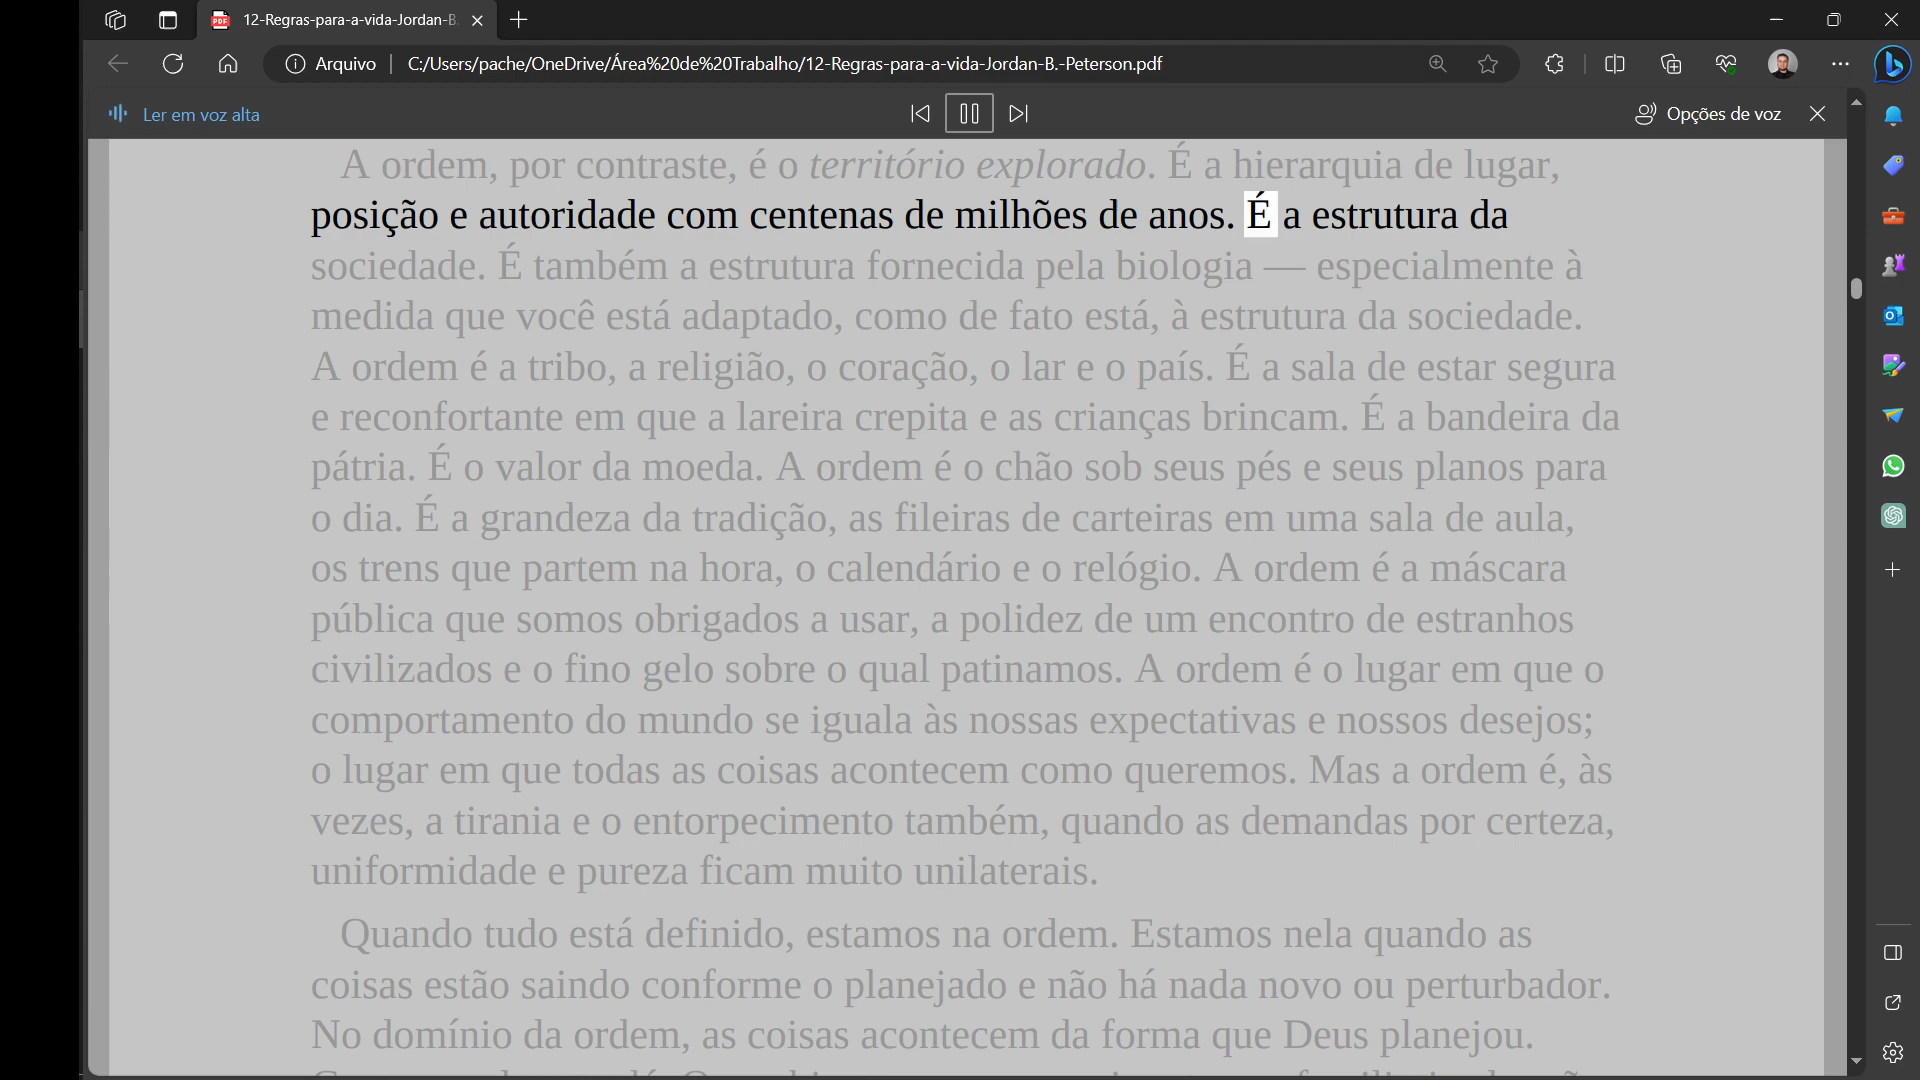 12-Regras-para-a-vida-Jordan-B.
Arquivo
C:/Users/pache/OneDrive/Área%20de%20Trabalho/12-Regras-para-a-vida-Jordan-B.-Peterson.pdf
Ler em voz alta
Opções de voz
A ordem, por contraste, é o território explorado. É a hierarquia de lugar,
posição e autoridade com centenas de milhões de anos. É a estrutura da
sociedade. É também a estrutura fornecida pela biologia — especialmente à
medida que você está adaptado, como de fato está, à estrutura da sociedade.
A ordem é a tribo, a religião, o coração, o lar e o país. É a sala de estar segura
e reconfortante em que a lareira crepita e as crianças brincam. É a bandeira da
pátria. É o valor da moeda. A ordem é o chão sob seus pés e seus planos para
o dia. É a grandeza da tradição, as fileiras de carteiras em uma sala de aula,
os trens que partem na hora, o calendário e o relógio. A ordem é a máscara
pública que somos obrigados a usar, a polidez de um encontro de estranhos
civilizados e o fino gelo sobre o qual patinamos. A ordem é o lugar em que o
comportamento do mundo se iguala às nossas expectativas e nossos desejos;
o lugar em que todas as coisas acontecem como queremos. Mas a ordem é, às
vezes, a tirania e o entorpecimento também, quando as demandas por certeza,
uniformidade e pureza ficam muito unilaterais.
Quando tudo está definido, estamos na ordem. Estamos nela quando as
coisas estão saindo conforme o planejado e não há nada novo ou perturbador.
No domínio da ordem, as coisas acontecem da forma que Deus planejou.